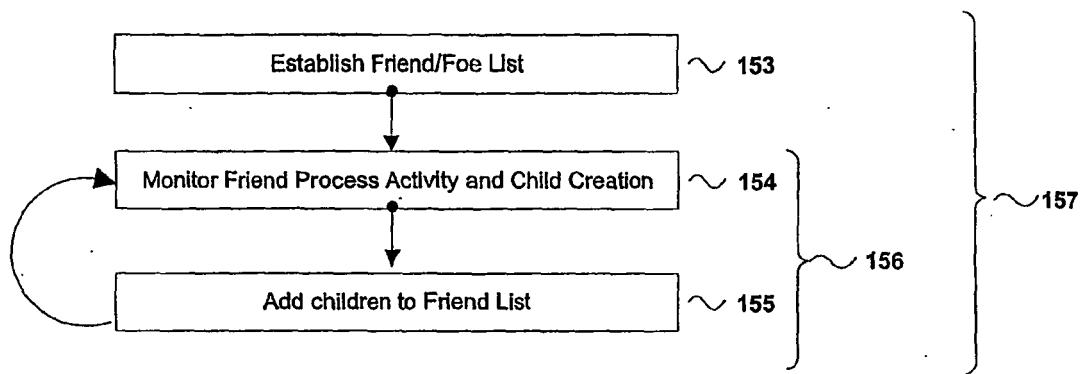 Establish Friend/Foe List
153
Monitor Friend Process Activity and Child Creation
154
157
156
Add children to Friend List
155